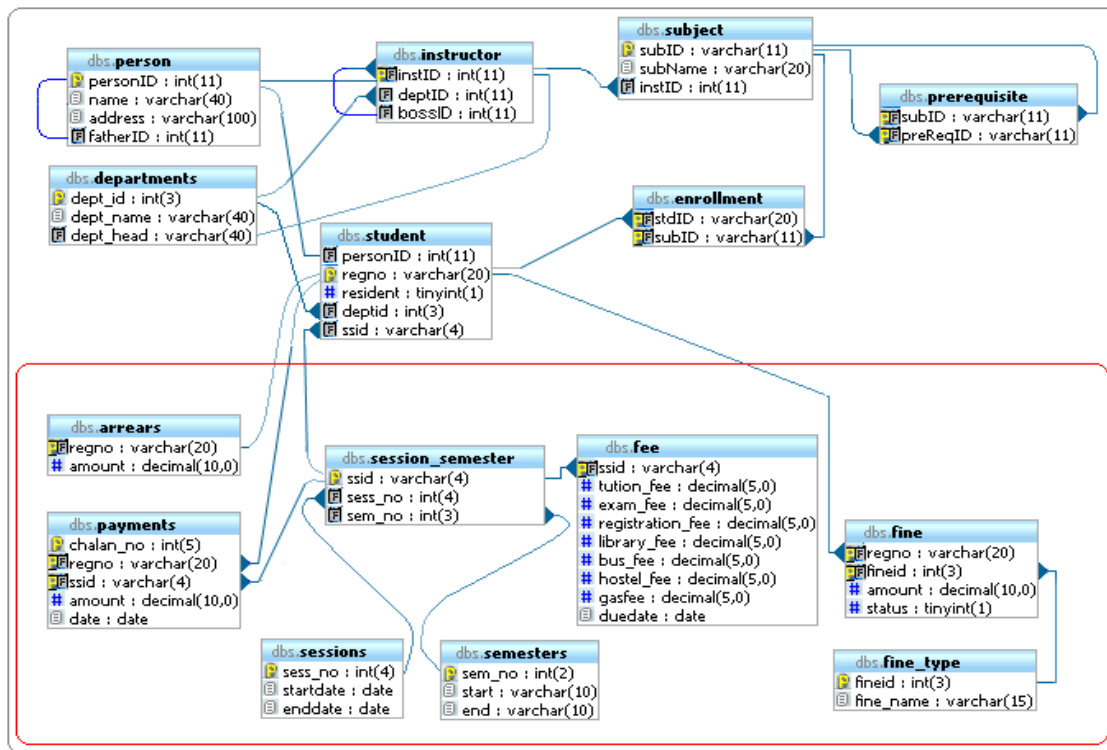 dbs.person
personID : int(11)
name : varchar(40)
address : varchar(100)
fatherID : int(11)
dbs.instructor
instID : int(11)
deptID : int(11)
bossID : int(11)
dbs.subject
subID : varchar(11)
subName : varchar(20)
instID : int(11)
dbs.prerequisite
subID : varchar(11)
preReqID : varchar(11)
dbs.departments
dept_id : int(3)
dept_name : varchar(40)
dept_head : varchar(40)
dbs.enrollment
stdID : varchar(20)
subID : varchar(11)
dbs.student
personID : int(11)
regno : varchar(20)
# resident : tinyint(1)
deptid : int(3)
ssid : varchar(4)
dbs.arrears
regno : varchar(20)
# amount : decimal(10,0)
dbs.session_semester
ssid : varchar(4)
sess_no : int(4)
sem_no : int(3)
dbs.fee
ssid : varchar(4)
# tution_fee : decimal(5,0)
# exam_fee : decimal(5,0)
# registration_fee : decimal(5,0)
# library_fee : decimal(5,0)
# bus_fee : decimal(5,0)
# hostel_fee : decimal(5,0)
# gasfee : decimal(5,0)
duedate : date
dbs.payments
chalan_no : int(5)
regno : varchar(20)
ssid : varchar(4)
# amount : decimal(10,0)
date : date
dbs.fine
regno : varchar(20)
fineid : int(3)
# amount : decimal(10,0)
# status : tinyint(1)
dbs.sessions
sess_no : int(4)
startdate : date
enddate : date
dbs.semesters
sem_no : int(2)
start : varchar(10)
end : varchar(10)
dbs.fine_type
fineid : int(3)
fine_name : varchar(15)